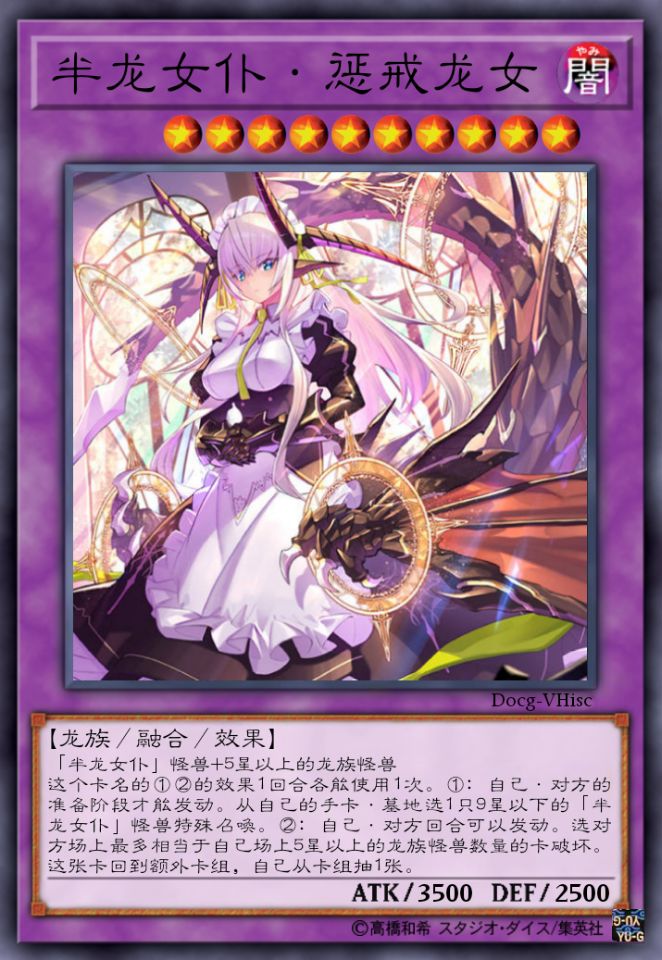 半龙女仆·惩戒龙女
やみ
闇
Docg-VHisc
【龙族／融合／效果】
「半龙女仆」怪兽+5星以上的龙族怪兽
这个卡名的①②的效果1回合各能使用1次。①：自己·对方的
准备阶段才能发动。从自己的手卡·墓地选1只9星以下的「半
龙女仆」怪兽特殊召唤。②：自己·对方回合可以发动。选对
方场上最多相当于自己场上5星以上的龙族怪兽数量的卡破坏。
这张卡回到额外卡组，自己从卡组抽1张。
ATK/3500 DEF/2500
©高橋和希 スタジオ・ダイス/集英社